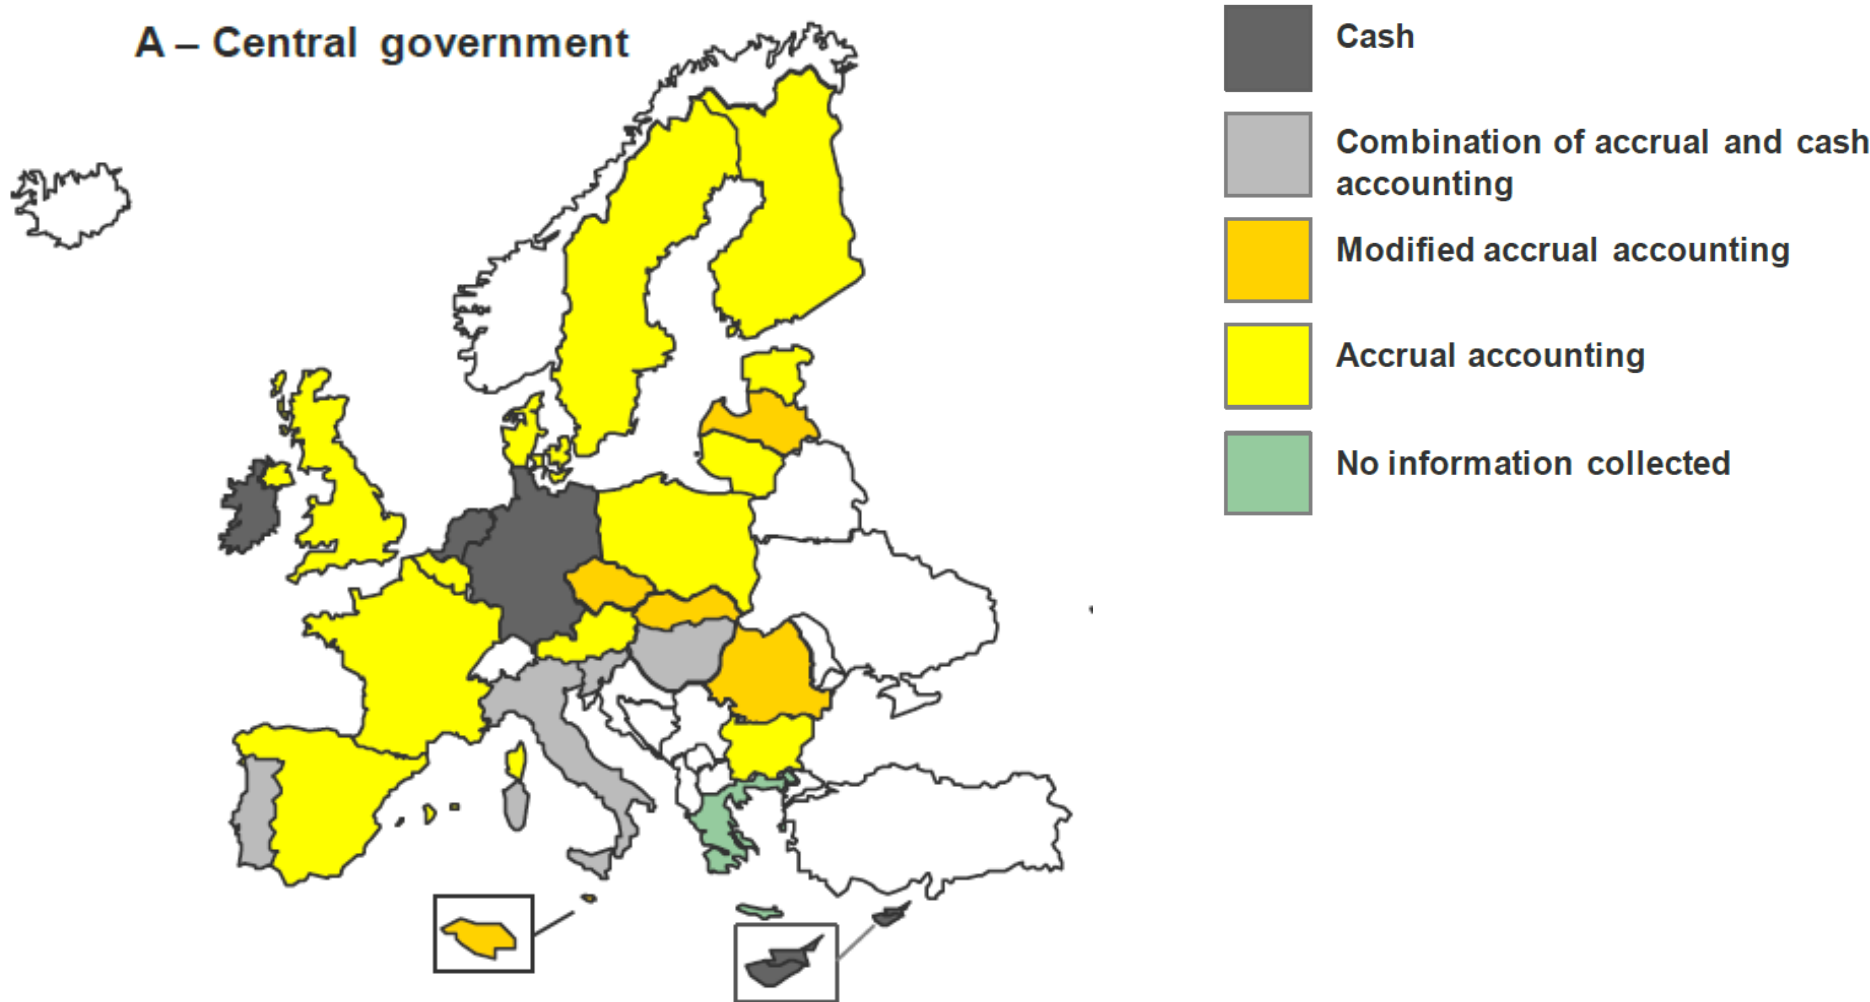 A – Central government
Cash
Combination of accrual and cash
accounting
Modified accrual accounting
Accrual accounting
No information collected